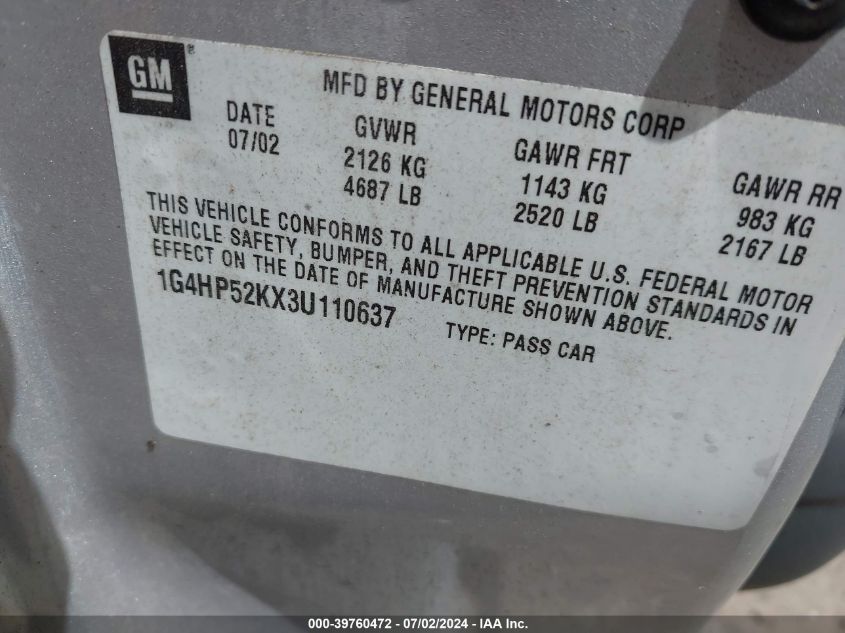 GM®
MFD BY GENERAL MOTORS CORP
DATE GVWR GAWR FRT GAWR RR
07/02 2126 KG 1143 KG 983 KG
4687 LB 2520 LB 2167 LB
THIS VEHICLE CONFORMS TO ALL APPLICABLE U.S. FEDERAL MOTOR
VEHICLE SAFETY, BUMPER, AND THEFT PREVENTION STANDARDS IN
EFFECT ON THE DATE OF MANUFACTURE SHOWN ABOVE.
1G4HP52KX3U110637 TYPE: PASS CAR
000-39760472 - 07/02/2024 - IAA Inc.